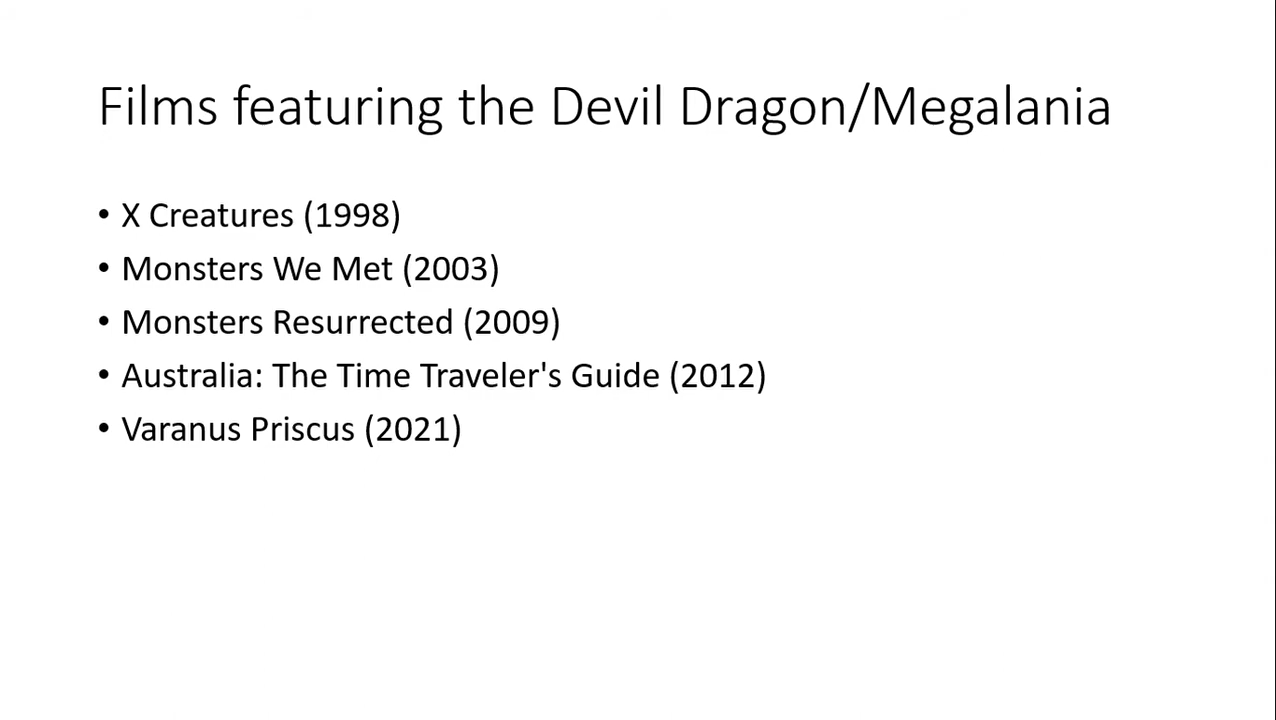 Films featuring the Devil Dragon/Megalania
• X Creatures (1998)
• Monsters We Met (2003)
• Monsters Resurrected (2009)
• Australia: The Time Traveler's Guide (2012)
• Varanus Priscus (2021)